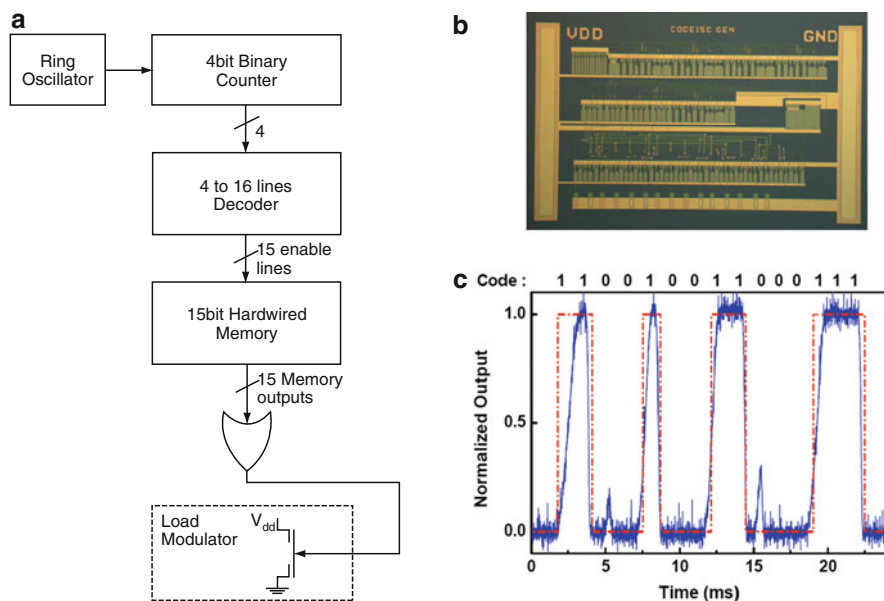 a
Ring
Oscillator
4bit Binary
Counter
4
4 to 16 lines
Decoder
15 enable
lines
15bit Hardwired
Memory
15 Memory
outputs
Load
Modulator
Vdd
b
VDD
CODE15C GEN
GND
c
Code : 1 1 0 0 1 0 0 1 1 0 0 0 1 1 1
1.0
0.5
0.0
Normalized Output
0 5 10 15 20
Time (ms)